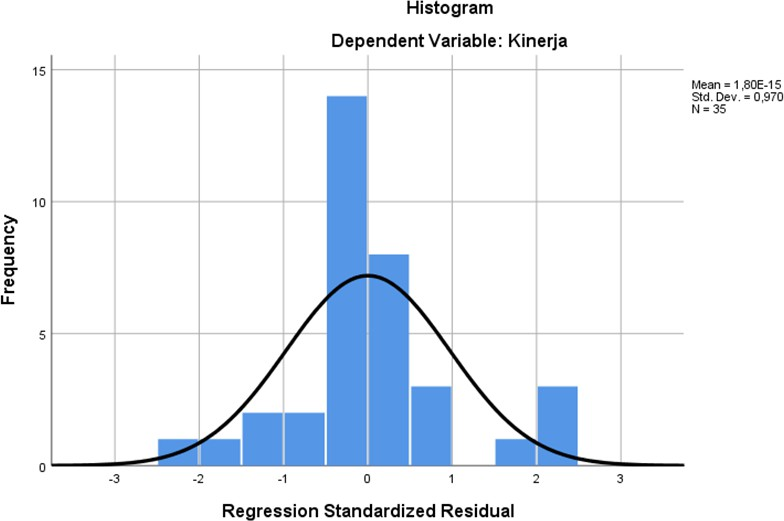 Histogram
Dependent Variable: Kinerja
Mean = 1,80E-15
Std. Dev. = 0,970
N = 35
15
10
5
0
Frequency
-3 -2 -1 0 1 2 3
Regression Standardized Residual